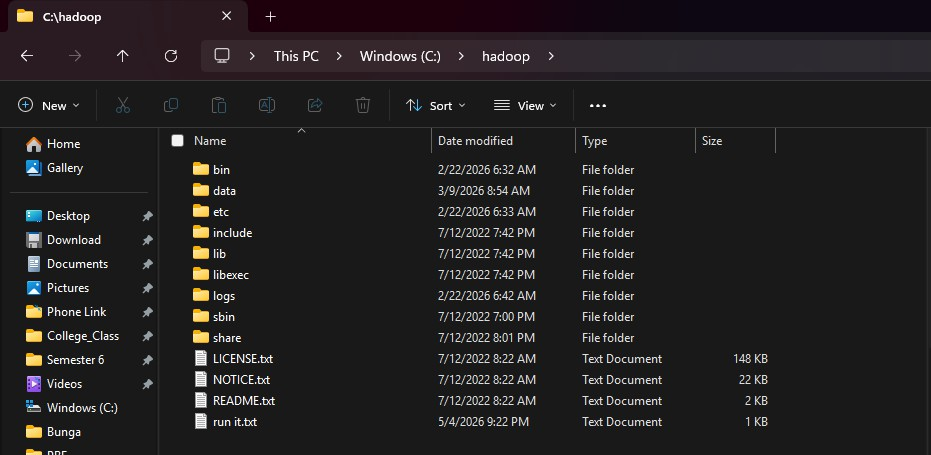 C:\hadoop
This PC > Windows (C:) > hadoop >
New Sort View
Home
Gallery
Desktop
Download
Documents
Pictures
Phone Link
College_Class
Semester 6
Videos
Windows (C:)
Bunga
Name Date modified Type Size
bin 2/22/2026 6:32 AM File folder
data 3/9/2026 8:54 AM File folder
etc 2/22/2026 6:33 AM File folder
include 7/12/2022 7:42 PM File folder
lib 7/12/2022 7:42 PM File folder
libexec 7/12/2022 7:42 PM File folder
logs 2/22/2026 6:42 AM File folder
sbin 7/12/2022 7:00 PM File folder
share 7/12/2022 8:01 PM File folder
LICENSE.txt 7/12/2022 8:22 AM Text Document 148 KB
NOTICE.txt 7/12/2022 8:22 AM Text Document 22 KB
README.txt 7/12/2022 8:22 AM Text Document 2 KB
run it.txt 5/4/2026 9:22 PM Text Document 1 KB